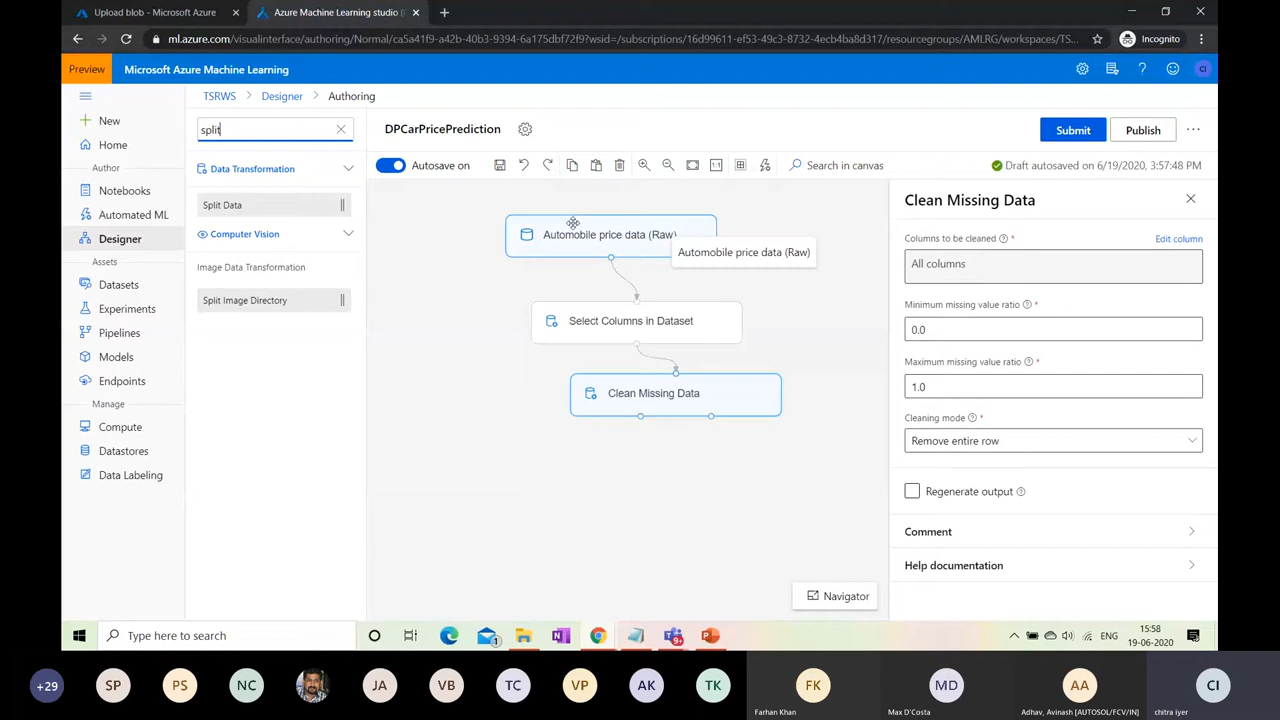 Upload blob - Microsoft Azure
Azure Machine Learning studio (
ml.azure.com/visualinterface/authoring/Normal/ca5a41f9-a42b-40b3-9394-5fa175dbf72f9?wsid=/subscriptions/16d99611-ef53-49c3-8732-4ecb4ba8d317/resourcegroups/AMLRG/workspaces/TS...
Incognito
Preview
Microsoft Azure Machine Learning
CI
TSRWS > Designer > Authoring
New
Home
Author
Notebooks
Automated ML
Designer
Assets
Datasets
Experiments
Pipelines
Models
Endpoints
Manage
Compute
Datastores
Data Labeling
split
Data Transformation
Split Data
Computer Vision
Image Data Transformation
Split Image Directory
DPCarPricePrediction
Submit
Publish
Autosave on
1:1
Search in canvas
Draft autosaved on 6/19/2020, 3:57:48 PM
Automobile price data (Raw)
Automobile price data (Raw)
Select Columns in Dataset
Clean Missing Data
Navigator
Clean Missing Data
Columns to be cleaned *
Edit column
All columns
Minimum missing value ratio *
0.0
Maximum missing value ratio *
1.0
Cleaning mode *
Remove entire row
Regenerate output
Comment
Help documentation
Type here to search
1
9+
ENG
15:58
19-06-2020
+29
SP
PS
NC
JA
VB
TC
VP
AK
TK
FK
Farhan Khan
MD
Max D'Costa
AA
Adhav, Avinash [AUTOSOL/FCV/IN]
CI
chitra iyer